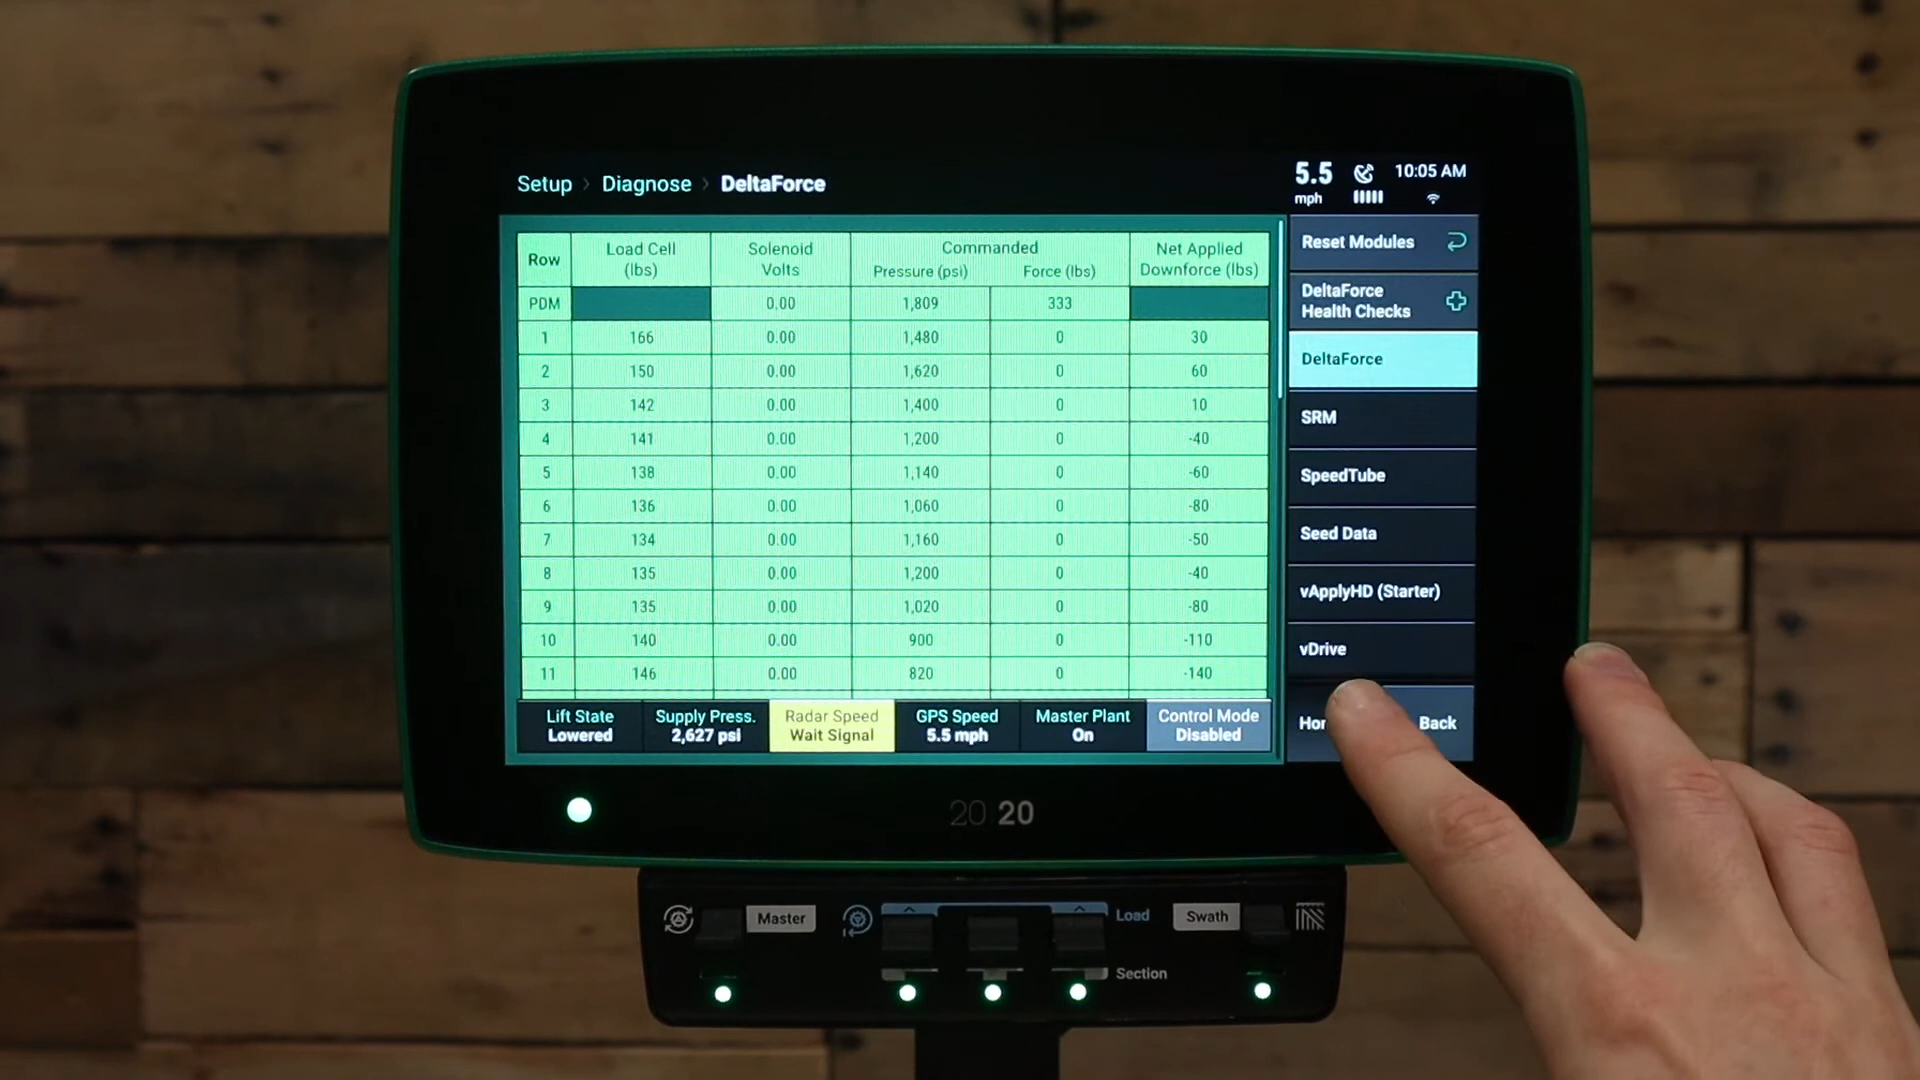 Setup › Diagnose › DeltaForce
5.5 mph
10:05 AM
Row
Load Cell (lbs)
Solenoid Volts
Commanded
Pressure (psi)
Force (lbs)
Net Applied Downforce (lbs)
PDM 0.00 1,809 333
1 166 0.00 1,480 0 30
2 150 0.00 1,620 0 60
3 142 0.00 1,400 0 10
4 141 0.00 1,200 0 -40
5 138 0.00 1,140 0 -60
6 136 0.00 1,060 0 -80
7 134 0.00 1,160 0 -50
8 135 0.00 1,200 0 -40
9 135 0.00 1,020 0 -80
10 140 0.00 900 0 -110
11 146 0.00 820 0 -140
Lift State
Lowered
Supply Press.
2,627 psi
Radar Speed
Wait Signal
GPS Speed
5.5 mph
Master Plant
On
Control Mode
Disabled
Reset Modules
DeltaForce
Health Checks
DeltaForce
SRM
SpeedTube
Seed Data
vApplyHD (Starter)
vDrive
Back
20 20
Master
Load
Swath
Section